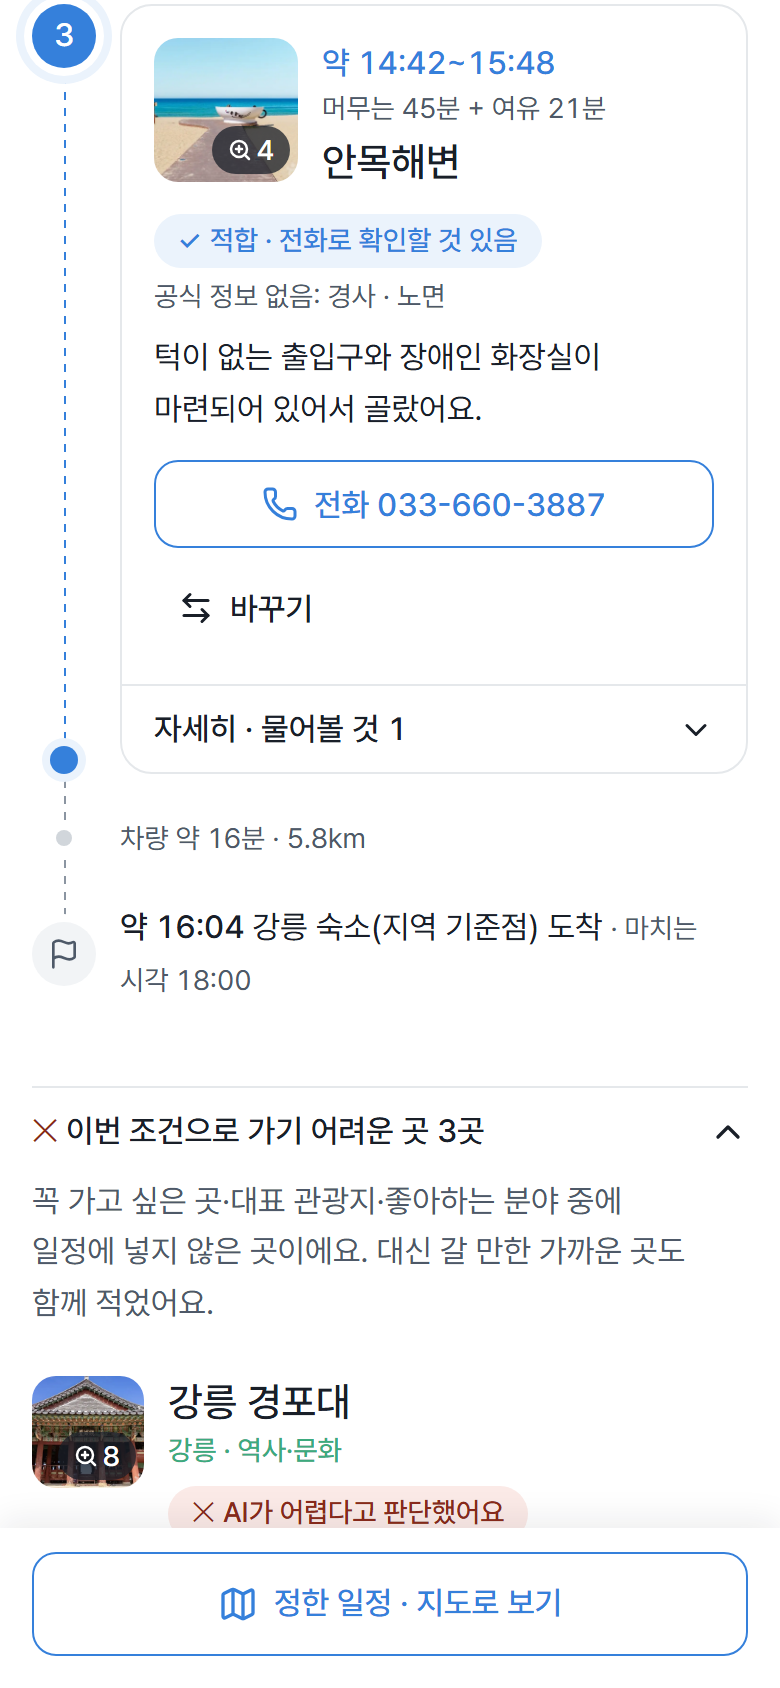 3
약 14:42~15:48
머무는 45분 + 여유 21분
4
안목해변
적합 · 전화로 확인할 것 있음
공식 정보 없음: 경사 · 노면
턱이 없는 출입구와 장애인 화장실이
마련되어 있어서 골랐어요.
전화 033-660-3887
바꾸기
자세히 · 물어볼 것 1
차량 약 16분 · 5.8km
약 16:04 강릉 숙소(지역 기준점) 도착 · 마치는
시각 18:00
이번 조건으로 가기 어려운 곳 3곳
꼭 가고 싶은 곳·대표 관광지·좋아하는 분야 중에
일정에 넣지 않은 곳이에요. 대신 갈 만한 가까운 곳도
함께 적었어요.
강릉 경포대
8
강릉 · 역사·문화
AI가 어렵다고 판단했어요
정한 일정 · 지도로 보기